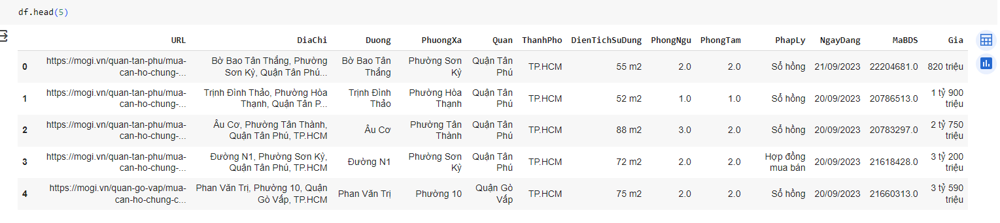 df.head(5)
URL DiaChi Duong PhuongXa Quan ThanhPho DienTichSuDung PhongNgu PhongTam PhapLy NgayDang MaBDS Gia
0 https://mogi.vn/quan-tan-phu/mua-can-ho-chung-... Bờ Bao Tân Thắng, Phường Sơn Kỳ, Quận Tân Phú... Bờ Bao Tân Thắng Phường Sơn Kỳ Quận Tân Phú TP.HCM 55 m2 2.0 2.0 Sổ hồng 21/09/2023 22204681.0 820 triệu
1 https://mogi.vn/quan-tan-phu/mua-can-ho-chung-... Trịnh Đình Thảo, Phường Hòa Thạnh, Quận Tân P... Trịnh Đình Thảo Phường Hòa Thạnh Quận Tân Phú TP.HCM 52 m2 1.0 1.0 Sổ hồng 20/09/2023 20786513.0 1 tỷ 900 triệu
2 https://mogi.vn/quan-tan-phu/mua-can-ho-chung-... Âu Cơ, Phường Tân Thành, Quận Tân Phú, TP.HCM Âu Cơ Phường Tân Thành Quận Tân Phú TP.HCM 88 m2 3.0 2.0 Sổ hồng 20/09/2023 20783297.0 2 tỷ 750 triệu
3 https://mogi.vn/quan-tan-phu/mua-can-ho-chung-... Đường N1, Phường Sơn Kỳ, Quận Tân Phú, TP.HCM Đường N1 Phường Sơn Kỳ Quận Tân Phú TP.HCM 72 m2 2.0 2.0 Hợp đồng mua bán 20/09/2023 21618428.0 3 tỷ 200 triệu
4 https://mogi.vn/quan-go-vap/mua-can-ho-chung-c... Phan Văn Trị, Phường 10, Quận Gò Vấp, TP.HCM Phan Văn Trị Phường 10 Quận Gò Vấp TP.HCM 75 m2 2.0 2.0 Sổ hồng 20/09/2023 21660313.0 3 tỷ 590 triệu